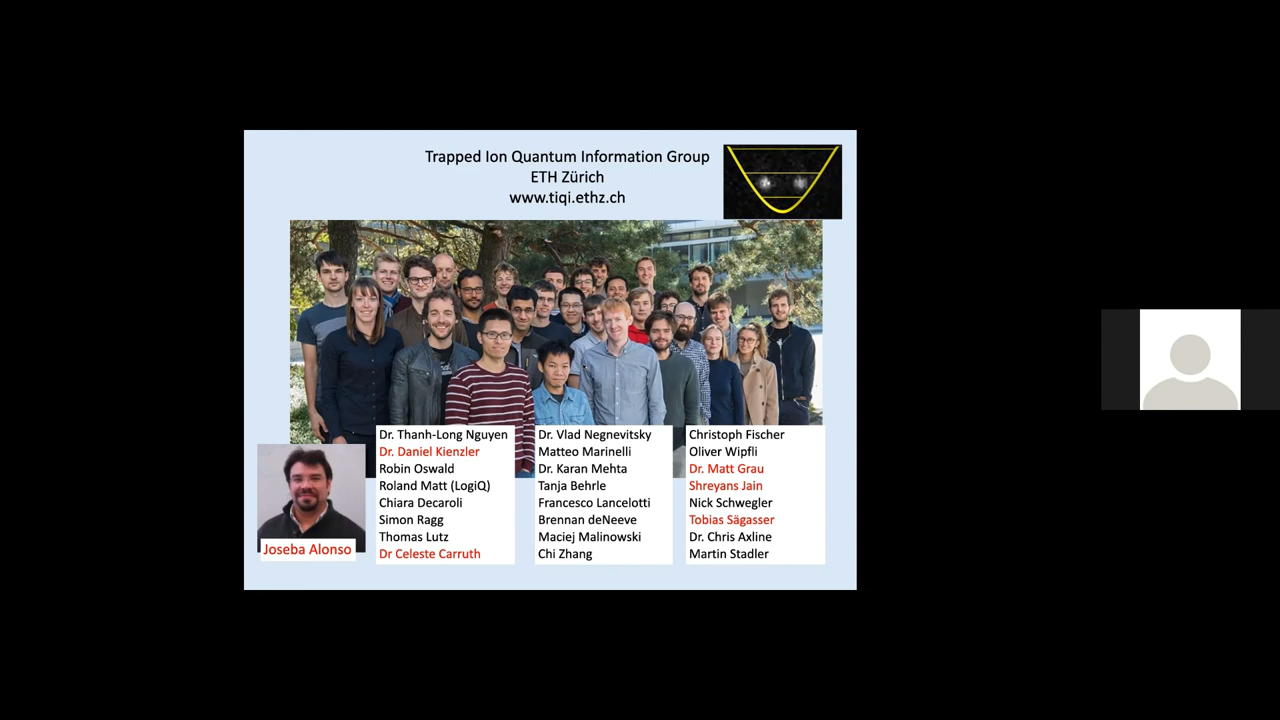 Trapped Ion Quantum Information Group
ETH Zürich
www.tiqi.ethz.ch
Joseba Alonso
Dr. Thanh-Long Nguyen
Dr. Daniel Kienzler
Robin Oswald
Roland Matt (LogiQ)
Chiara Decaroli
Simon Ragg
Thomas Lutz
Dr Celeste Carruth
Dr. Vlad Negnevitsky
Matteo Marinelli
Dr. Karan Mehta
Tanja Behrle
Francesco Lancelotti
Brennan deNeeve
Maciej Malinowski
Chi Zhang
Christoph Fischer
Oliver Wipfli
Dr. Matt Grau
Shreyans Jain
Nick Schwegler
Tobias Sägasser
Dr. Chris Axline
Martin Stadler